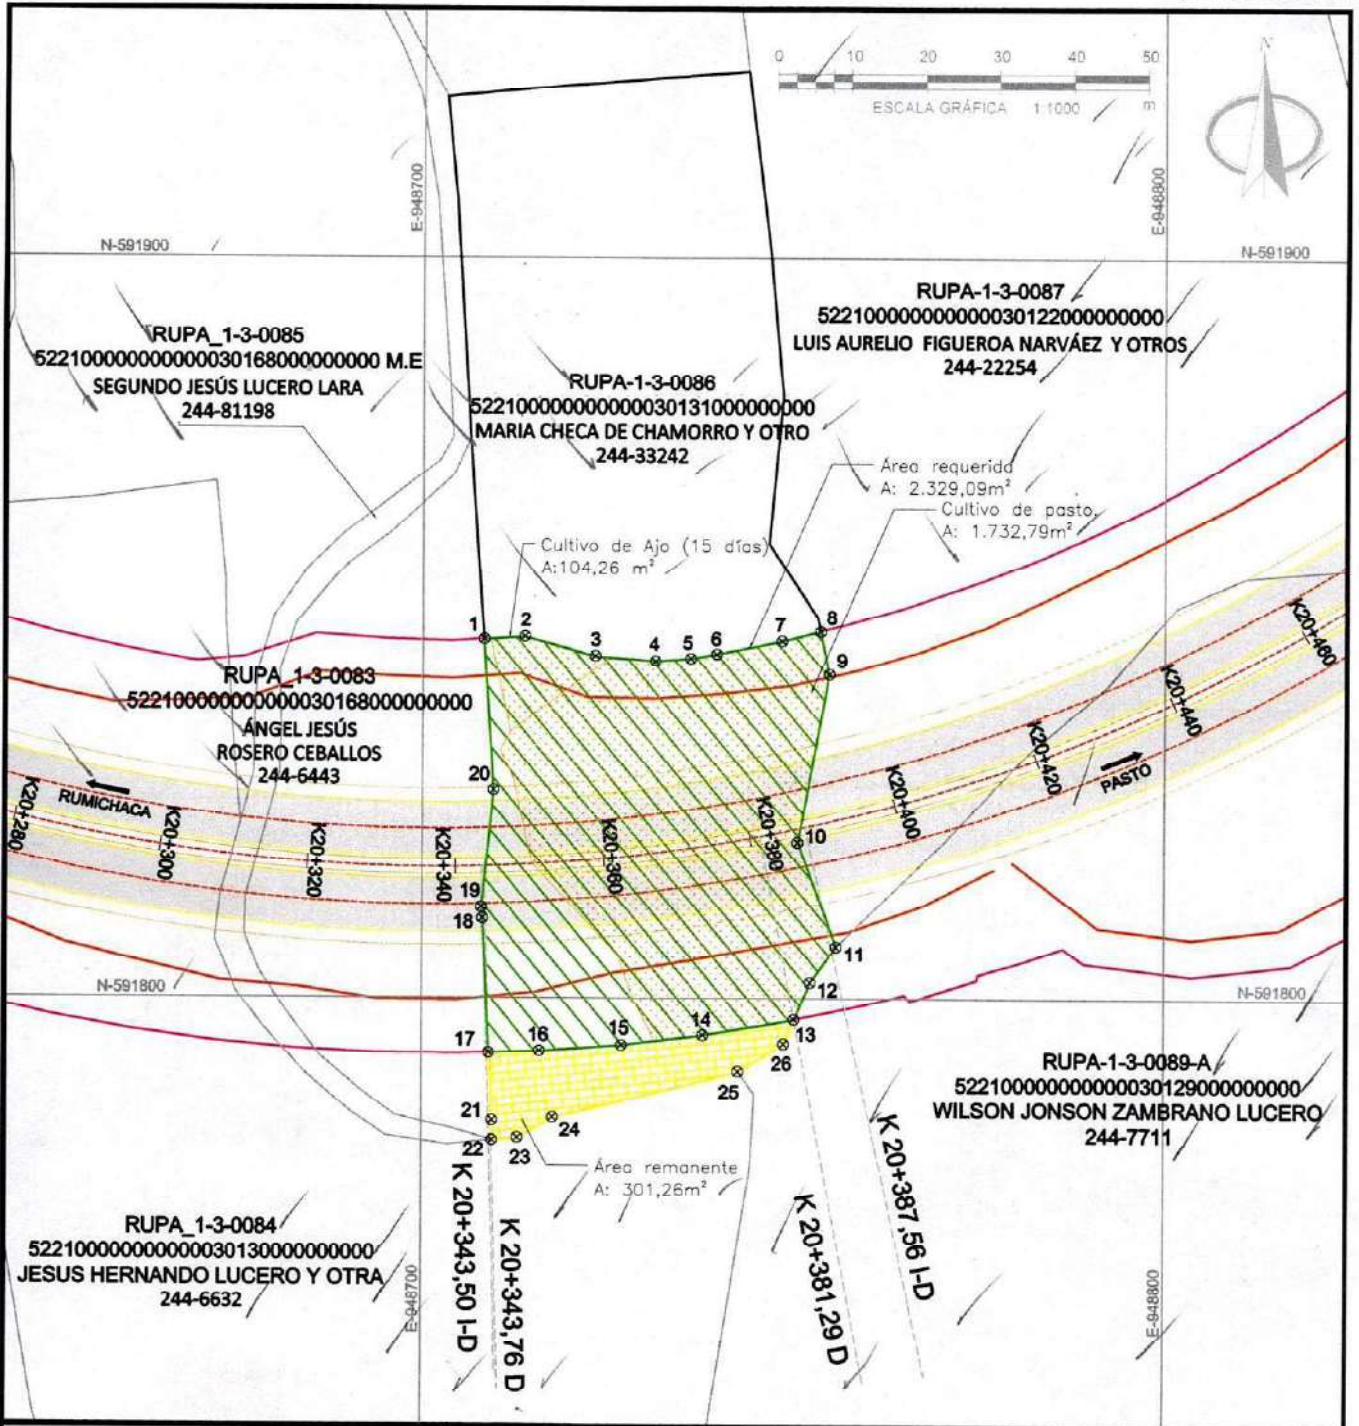 0 10 20 30 40 50
ESCALA GRÁFICA 1:1000 m
N
E-948700
E-948800
N-591900
N-591900
RUPA_1-3-0085
522100000000000030168000000000 M.E
SEGUNDO JESÚS LUCERO LARA
244-81198
RUPA-1-3-0086
522100000000000030131000000000
MARIA CHECA DE CHAMORRO Y OTRO
244-33242
RUPA-1-3-0087
522100000000000030122000000000
LUIS AURELIO FIGUEROA NARVÁEZ Y OTROS
244-22254
Área requerida
A: 2.329,09m²
Cultivo de pasto
A: 1.732,79m²
Cultivo de Ajo (15 días)
A:104,26 m²
1
2
3
4
5
6
7
8
9
RUPA_1-3-0083
522100000000000030168000000000
ÁNGEL JESÚS
ROSERO CEBALLOS
244-6443
20
RUMICHACA
PASTO
K20+280
K20+300
K20+320
K20+340
K20+360
K20+380
K20+400
K20+420
K20+440
K20+460
10
19
18
11
12
N-591800
N-591800
17
16
15
14
13
26
25
21
22
23
24
Área remanente
A: 301,26m²
RUPA-1-3-0089-A
522100000000000030129000000000
WILSON JONSON ZAMBRANO LUCERO
244-7711
RUPA_1-3-0084
522100000000000030130000000000
JESUS HERNANDO LUCERO Y OTRA
244-6632
E-948700
K 20+343,50 I-D
K 20+343,76 D
K 20+381,29 D
K 20+387,56 I-D
E-948800